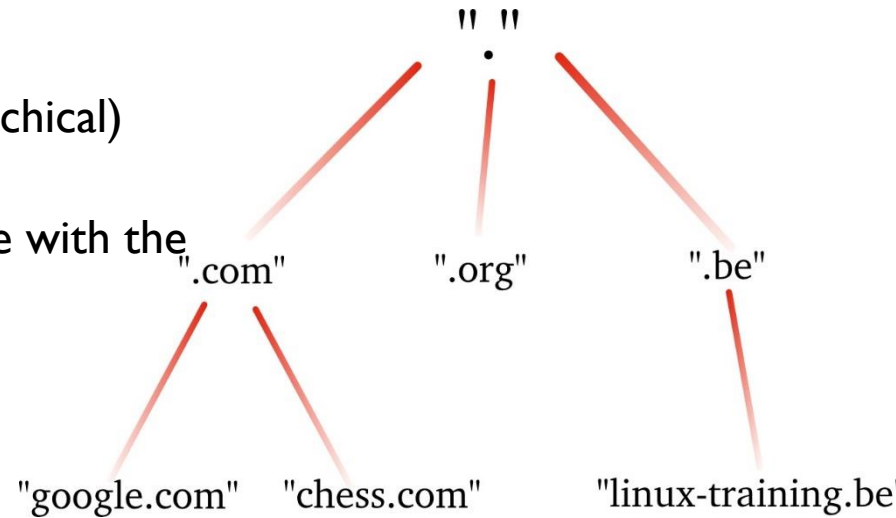 "."
chical)
e with the
".com" ".org" ".be"
"google.com" "chess.com" "linux-training.be"